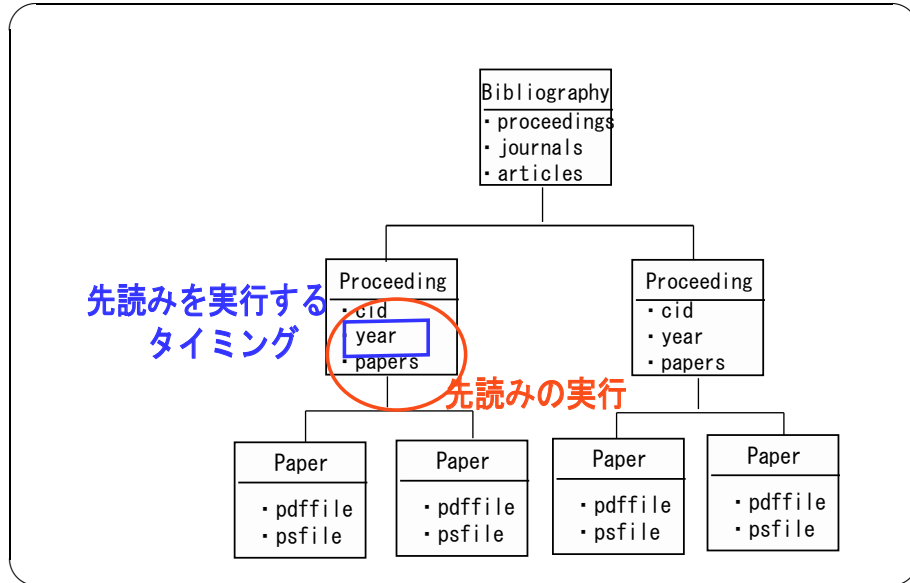 Bibliography
・proceedings
・journals
・articles
Proceeding
・cid
・year
・papers
Proceeding
・cid
・year
・papers
先読みを実行する
タイミング
先読みの実行
Paper
・pdffile
・psfile
Paper
・pdffile
・psfile
Paper
・pdffile
・psfile
Paper
・pdffile
・psfile